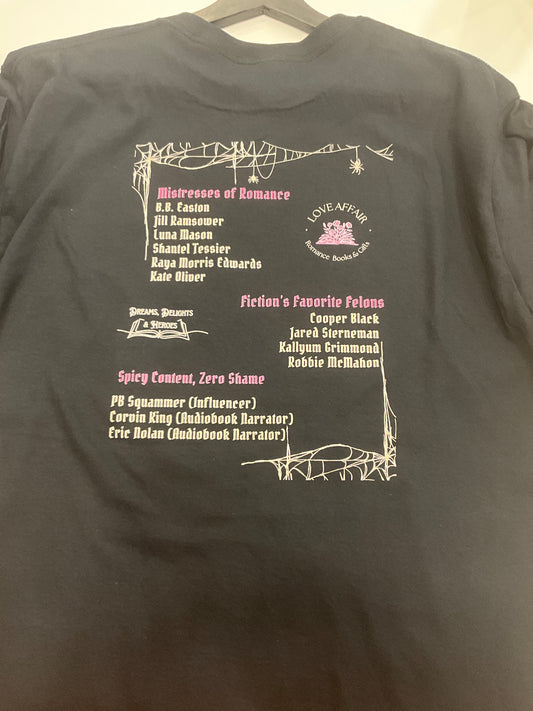 Mistresses of Romance
B.B. Easton
Jill Ramsower
Luna Mason
Shantel Tessier
Raya Morris Edwards
Kate Oliver
LOVE AFFAIR
Romance Books & Gifts
Fiction's Favorite Felons
Cooper Black
Jared Sterneman
Kallyum Grimmond
Robbie McMahon
DREAMS, DELIGHTS
& HEROES
Spicy Content, Zero Shame
PB Squammer (Influencer)
Corvin King (Audiobook Narrator)
Eric Nolan (Audiobook Narrator)